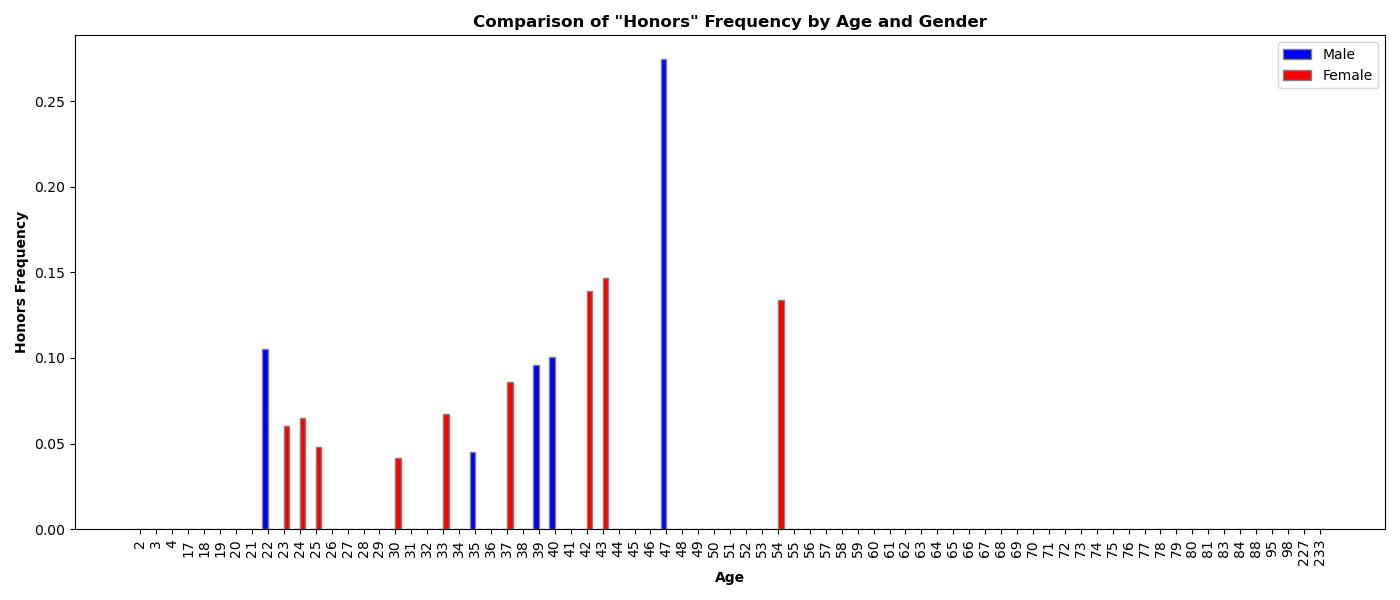 Comparison of "Honors" Frequency by Age and Gender
Male
Female
0.25
0.20
0.15
0.10
0.05
0.00
Honors Frequency
2 3 4 17 18 19 20 21 22 23 24 25 26 27 28 29 30 31 32 33 34 35 36 37 38 39 40 41 42 43 44 45 46 47 48 49 50 51 52 53 54 55 56 57 58 59 60 61 62 63 64 65 66 67 68 69 70 71 72 73 74 75 76 77 78 79 80 81 83 84 88 95 98 227 233
Age